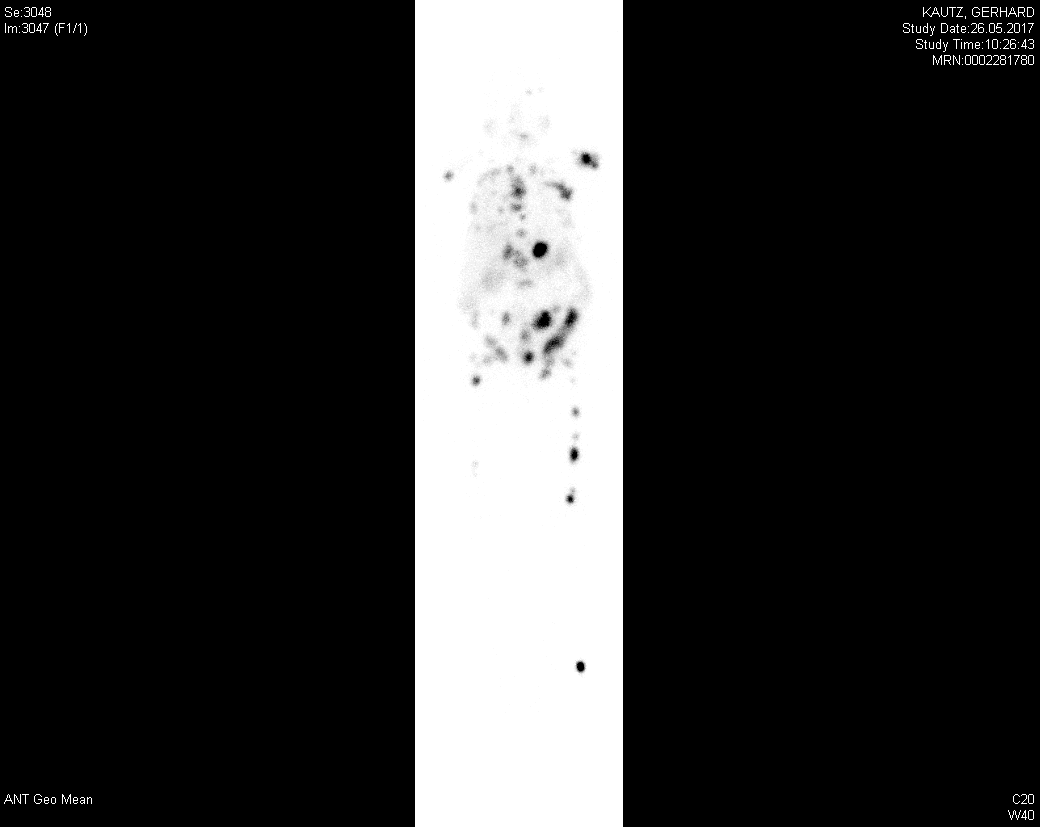 Se:3048
Im:3047 (F1/1)
KAUTZ, GERHARD
Study Date:26.05.2017
Study Time:10:26:43
MRN:0002281780
ANT Geo Mean
C20
W40